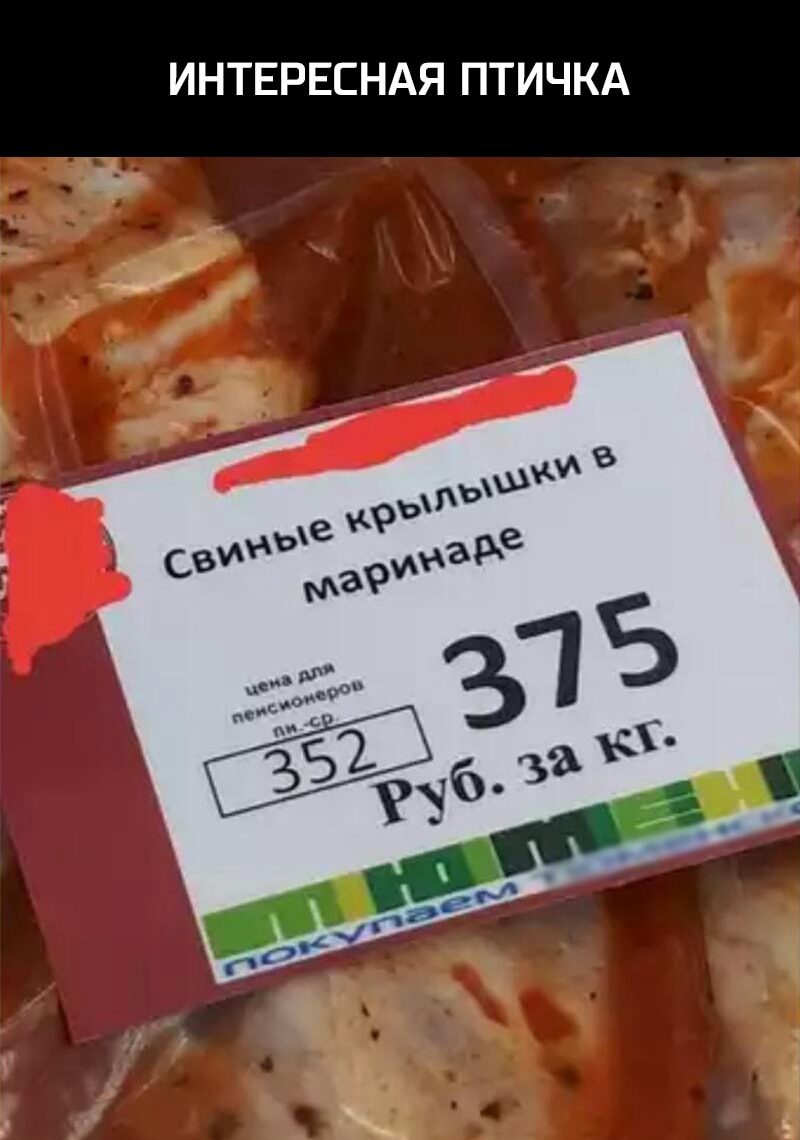 ИНТЕРЕСНАЯ ПТИЧКА
Свиные крылышки в
маринаде
цена для
пенсионеров
пн.-ср.
352
375
Руб. за кг.
покупаем